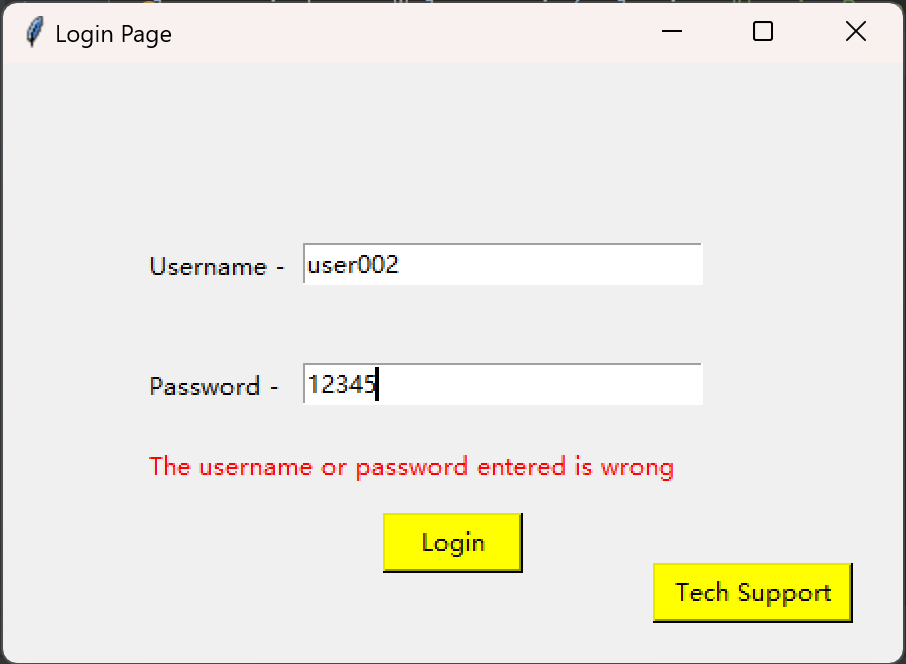 Login Page
Username - user002
Password - 12345
The username or password entered is wrong
Login
Tech Support